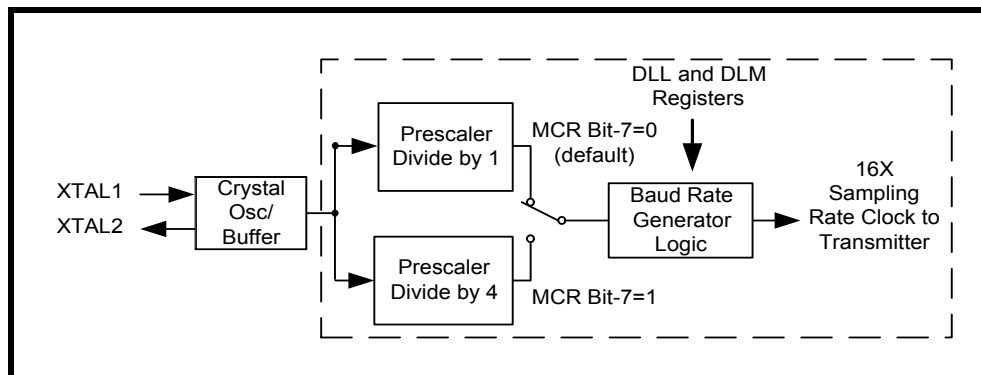 DLL and DLM
Registers
Prescaler
Divide by 1
MCR Bit-7=0
(default)
XTAL1
XTAL2
Crystal
Osc/
Buffer
Baud Rate
Generator
Logic
16X
Sampling
Rate Clock to
Transmitter
Prescaler
Divide by 4
MCR Bit-7=1